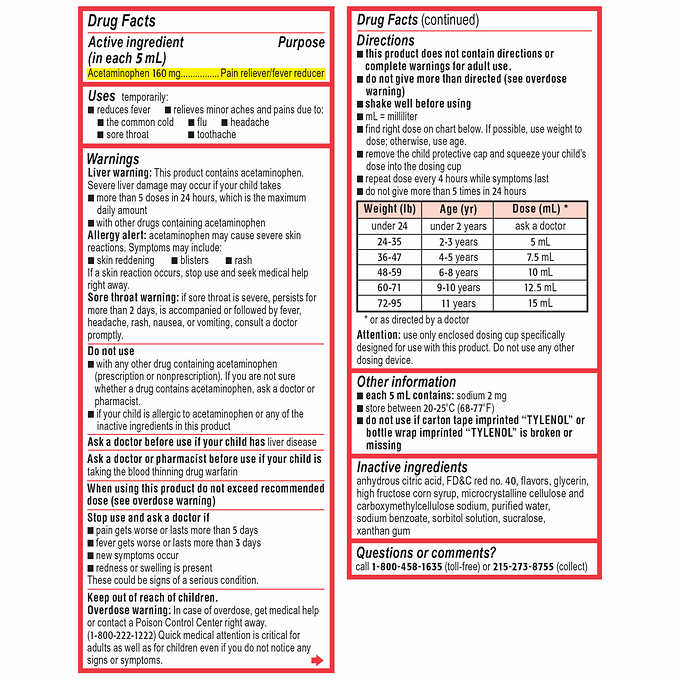 Drug Facts
Active ingredient Purpose
(in each 5 mL)
Acetaminophen 160 mg............... Pain reliever/fever reducer
Uses temporarily:
■ reduces fever ■ relieves minor aches and pains due to:
■ the common cold ■ flu ■ headache
■ sore throat ■ toothache
Warnings
Liver warning: This product contains acetaminophen.
Severe liver damage may occur if your child takes
■ more than 5 doses in 24 hours, which is the maximum
daily amount
■ with other drugs containing acetaminophen
Allergy alert: acetaminophen may cause severe skin
reactions. Symptoms may include:
■ skin reddening ■ blisters ■ rash
If a skin reaction occurs, stop use and seek medical help
right away.
Sore throat warning: if sore throat is severe, persists for
more than 2 days, is accompanied or followed by fever,
headache, rash, nausea, or vomiting, consult a doctor
promptly.
Do not use
■ with any other drug containing acetaminophen
(prescription or nonprescription). If you are not sure
whether a drug contains acetaminophen, ask a doctor or
pharmacist.
■ if your child is allergic to acetaminophen or any of the
inactive ingredients in this product
Ask a doctor before use if your child has liver disease
Ask a doctor or pharmacist before use if your child is
taking the blood thinning drug warfarin
When using this product do not exceed recommended
dose (see overdose warning)
Stop use and ask a doctor if
■ pain gets worse or lasts more than 5 days
■ fever gets worse or lasts more than 3 days
■ new symptoms occur
■ redness or swelling is present
These could be signs of a serious condition.
Keep out of reach of children.
Overdose warning: In case of overdose, get medical help
or contact a Poison Control Center right away.
(1-800-222-1222) Quick medical attention is critical for
adults as well as for children even if you do not notice any
signs or symptoms.
Drug Facts (continued)
Directions
■ this product does not contain directions or
complete warnings for adult use.
■ do not give more than directed (see overdose
warning)
■ shake well before using
■ mL = milliliter
■ find right dose on chart below. If possible, use weight to
dose; otherwise, use age.
■ remove the child protective cap and squeeze your child's
dose into the dosing cup
■ repeat dose every 4 hours while symptoms last
■ do not give more than 5 times in 24 hours
Weight (lb) Age (yr) Dose (mL) *
under 24 under 2 years ask a doctor
24-35 2-3 years 5 mL
36-47 4-5 years 7.5 mL
48-59 6-8 years 10 mL
60-71 9-10 years 12.5 mL
72-95 11 years 15 mL
* or as directed by a doctor
Attention: use only enclosed dosing cup specifically
designed for use with this product. Do not use any other
dosing device.
Other information
■ each 5 mL contains: sodium 2 mg
■ store between 20-25°C (68-77°F)
■ do not use if carton tape imprinted “TYLENOL” or
bottle wrap imprinted “TYLENOL” is broken or
missing
Inactive ingredients
anhydrous citric acid, FD&C red no. 40, flavors, glycerin,
high fructose corn syrup, microcrystalline cellulose and
carboxymethylcellulose sodium, purified water,
sodium benzoate, sorbitol solution, sucralose,
xanthan gum
Questions or comments?
call 1-800-458-1635 (toll-free) or 215-273-8755 (collect)